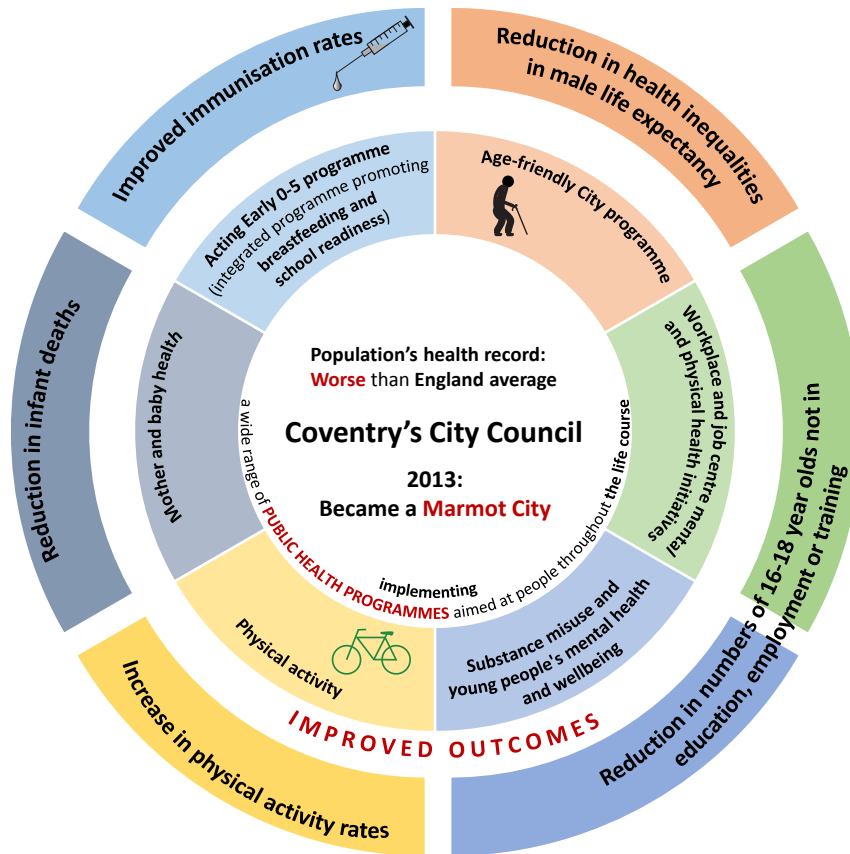 Population's health record:
Worse than England average
Coventry's City Council
2013:
Became a Marmot City
implementing
a wide range of PUBLIC HEALTH PROGRAMMES aimed at people throughout the life course
Age-friendly City programme
Workplace and job centre mental
and physical health initiatives
Substance misuse and
young people's mental health
and wellbeing
Physical activity
Mother and baby health
Acting Early 0-5 programme
(integrated programme promoting
breastfeeding and
school readiness)
IMPROVED OUTCOMES
Reduction in health inequalities
in male life expectancy
Reduction in numbers of 16-18 year olds not in
education, employment or training
Increase in physical activity rates
Reduction in infant deaths
Improved immunisation rates